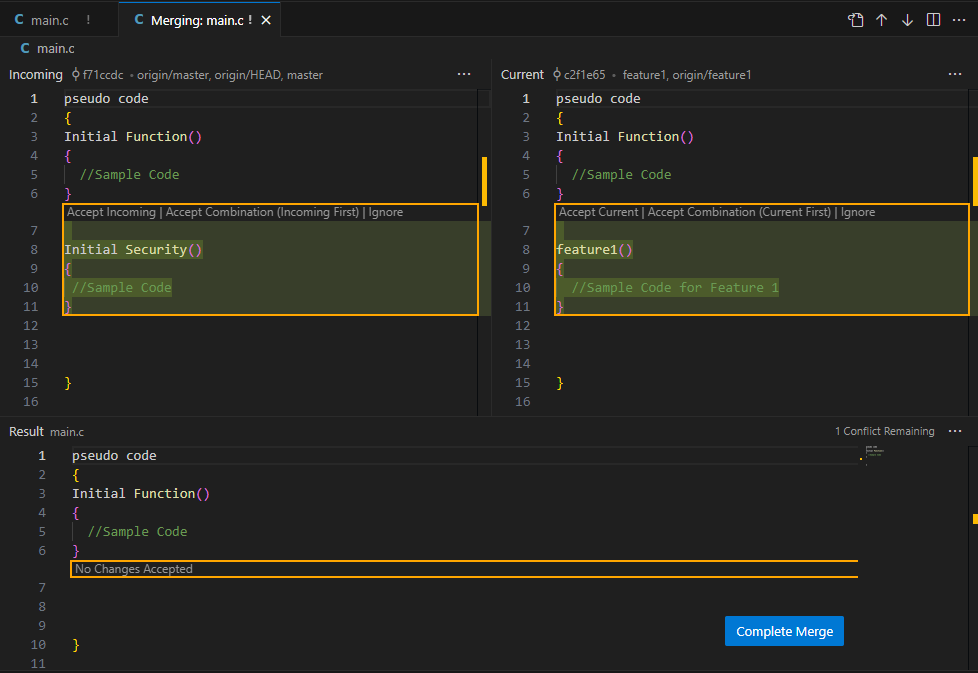 main.c !
Merging: main.c !
main.c
Incoming f71ccdc • origin/master, origin/HEAD, master
1 pseudo code
2 {
3 Initial Function()
4 {
5 //Sample Code
6 }
Accept Incoming | Accept Combination (Incoming First) | Ignore
7
8 Initial Security()
9 {
10 //Sample Code
11 }
12
13
14
15 }
16
Current c2f1e65 • feature1, origin/feature1
1 pseudo code
2 {
3 Initial Function()
4 {
5 //Sample Code
6 }
Accept Current | Accept Combination (Current First) | Ignore
7
8 feature1()
9 {
10 //Sample Code for Feature 1
11 }
12
13
14
15 }
16
Result main.c
1 Conflict Remaining
1 pseudo code
2 {
3 Initial Function()
4 {
5 //Sample Code
6 }
No Changes Accepted
7
8
9
10 }
11
Complete Merge